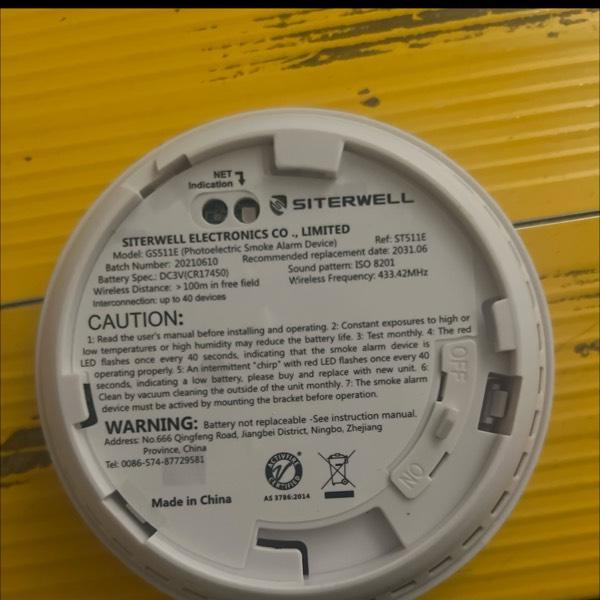 NET
Indication
SITERWELL
SITERWELL ELECTRONICS CO ., LIMITED
Model: GS511E (Photoelectric Smoke Alarm Device) Ref: ST511E
Batch Number: 20210610 Recommended replacement date: 2031.06
Battery Spec.: DC3V(CR17450) Sound pattern: ISO 8201
Wireless Distance: >100m in free field Wireless Frequency: 433.42MHz
Interconnection: up to 40 devices
CAUTION:
1: Read the user's manual before installing and operating. 2: Constant exposures to high or
low temperatures or high humidity may reduce the battery life. 3: Test monthly. 4: The red
LED flashes once every 40 seconds, indicating that the smoke alarm device is
operating properly. 5: An intermittent "chirp" with red LED flashes once every 40
seconds, indicating a low battery, please buy and replace with new unit. 6:
Clean by vacuum cleaning the outside of the unit monthly. 7: The smoke alarm
device must be actived by mounting the bracket before operation.
WARNING: Battery not replaceable -See instruction manual.
Address: No.666 Qingfeng Road, Jiangbei District, Ningbo, Zhejiang
Province, China
Tel: 0086-574-87729581
OFF
ON
ACTIVFIRE
CERTIFIED
AS 3786:2014
Made in China